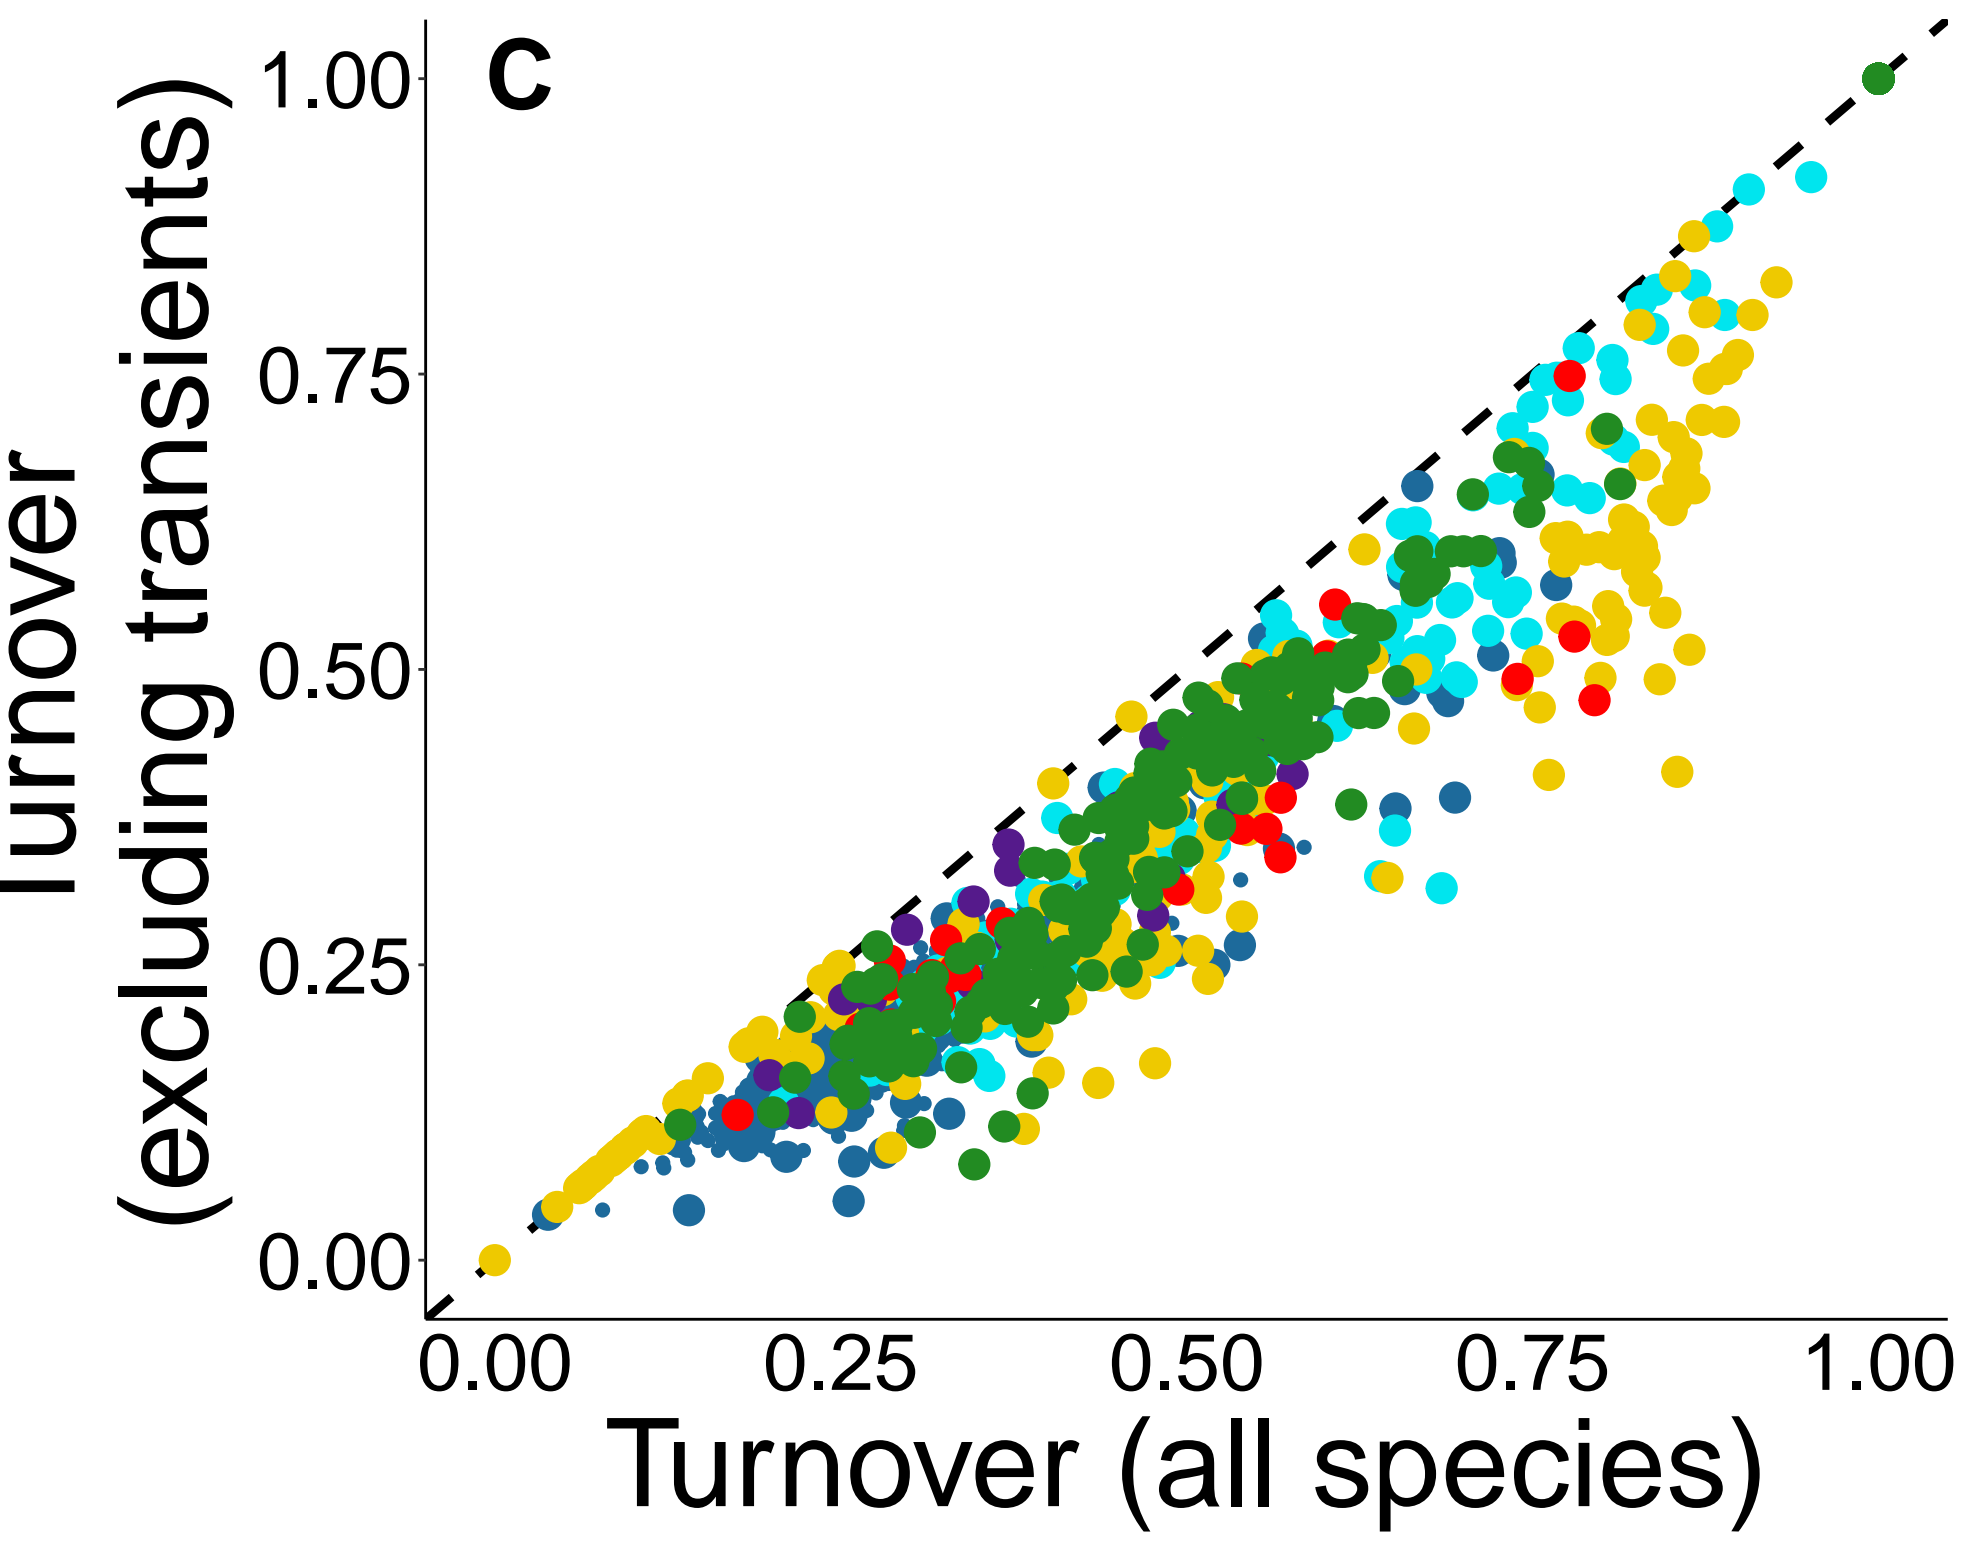 C
Turnover
(excluding transients)
1.00
0.75
0.50
0.25
0.00
0.00 0.25 0.50 0.75 1.00
Turnover (all species)